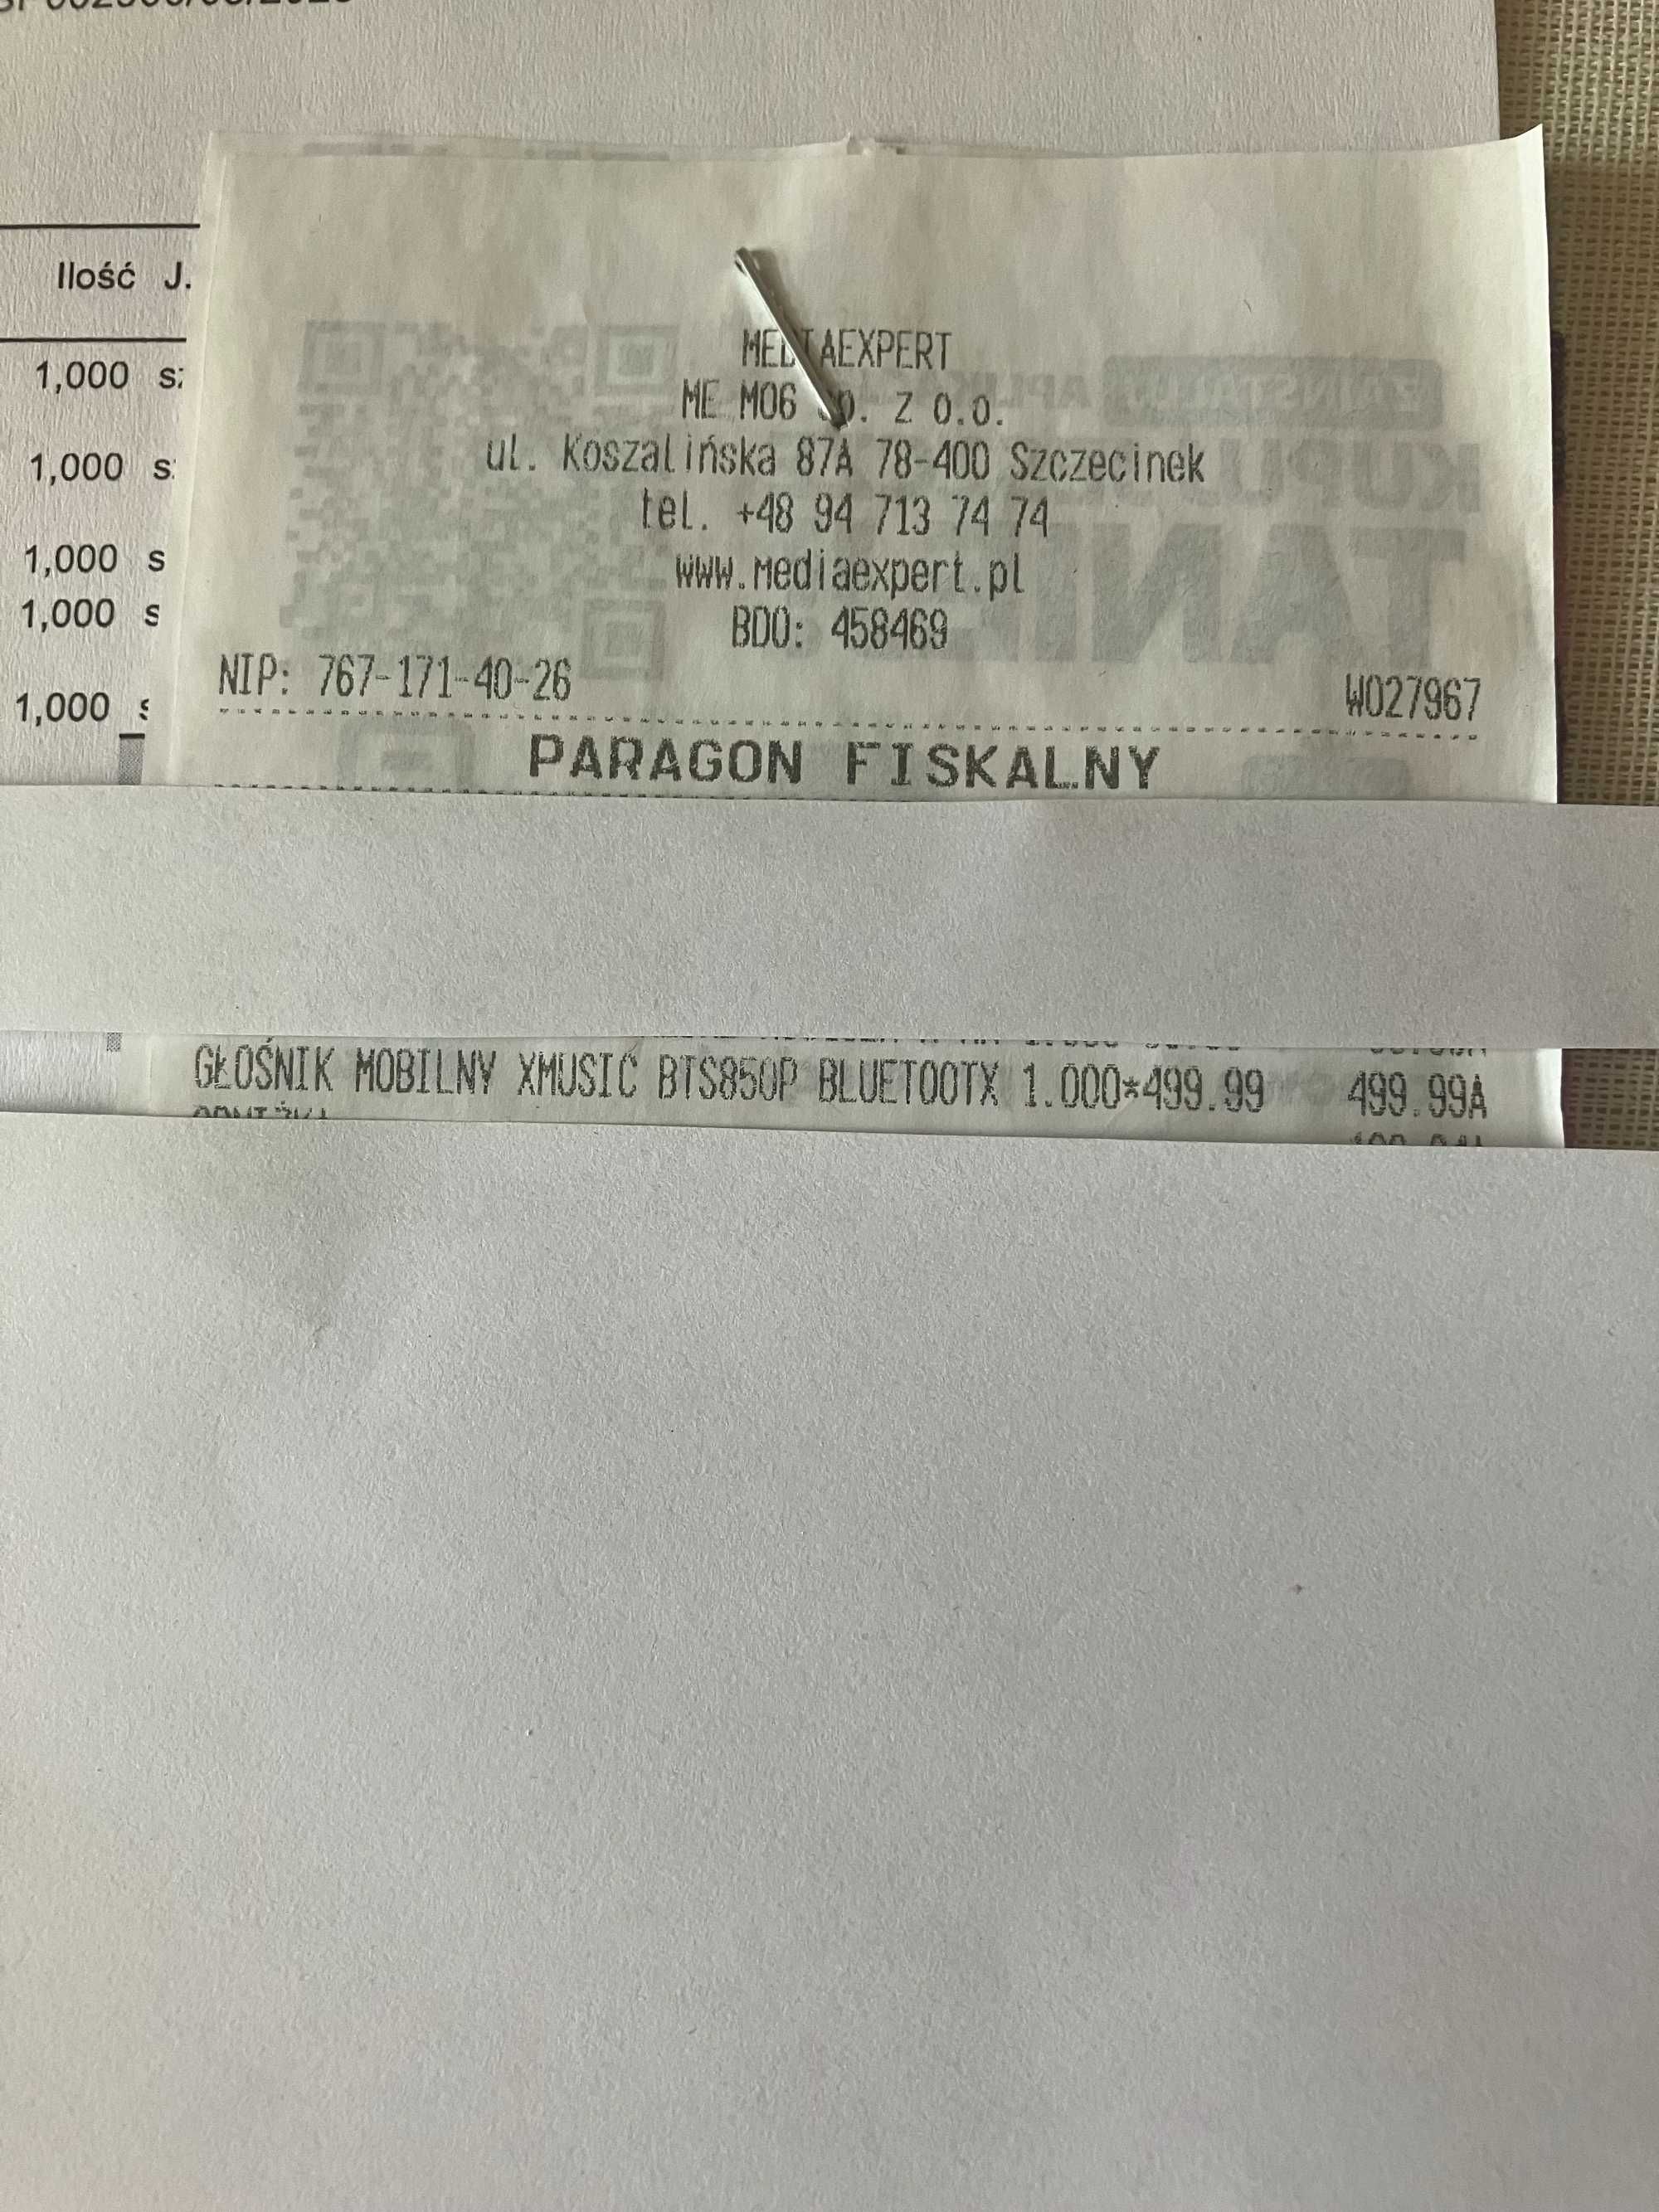 Ilość J.
1,000
1,000
1,000
1,000
1,000
MEDIAEXPERT
ME M06 Sp. z o.o.
ul. Koszalińska 87A 78-400 Szczecinek
tel. +48 94 713 74 74
www.mediaexpert.pl
BDO: 458469
NIP: 767-171-40-26 W027967
PARAGON FISKALNY
GŁOŚNIK MOBILNY XMUSIC BTS850P BLUETOOTX 1.000*499.99 499.99A